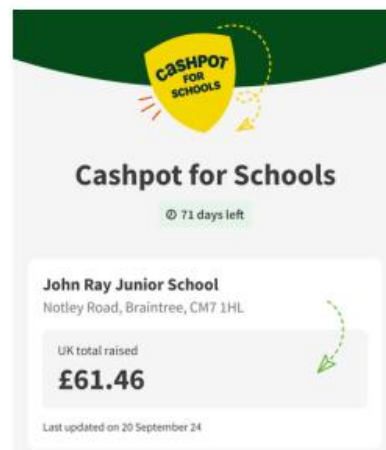 CASHPOT
FOR
SCHOOLS
Cashpot for Schools
71 days left
John Ray Junior School
Notley Road, Braintree, CM7 1HL
UK total raised
£61.46
Last updated on 20 September 24